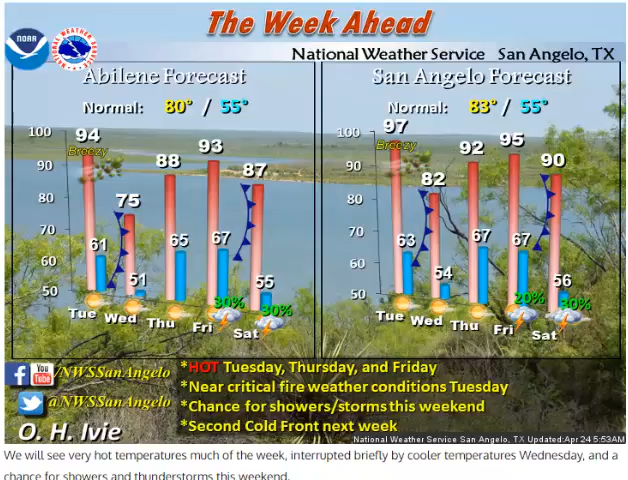 The Week Ahead
NOAA
National Weather Service San Angelo, TX
Abilene Forecast
Normal: 80° / 55°
100
90
80
70
60
50
94
Breezy
61
75
51
88
65
93
67
30%
87
55
30%
Tue Wed Thu Fri Sat
San Angelo Forecast
Normal: 83° / 55°
100
90
80
70
60
50
97
Breezy
63
82
54
92
67
95
67
20%
90
56
30%
Tue Wed Thu Fri Sat
You Tube /NWSSanAngelo
@NWSSanAngelo
O. H. Ivie
*HOT Tuesday, Thursday, and Friday
*Near critical fire weather conditions Tuesday
*Chance for showers/storms this weekend
*Second Cold Front next week
National Weather Service San Angelo, TX Updated:Apr 24 5:53AM
We will see very hot temperatures much of the week, interrupted briefly by cooler temperatures Wednesday, and a
chance for showers and thunderstorms this weekend.